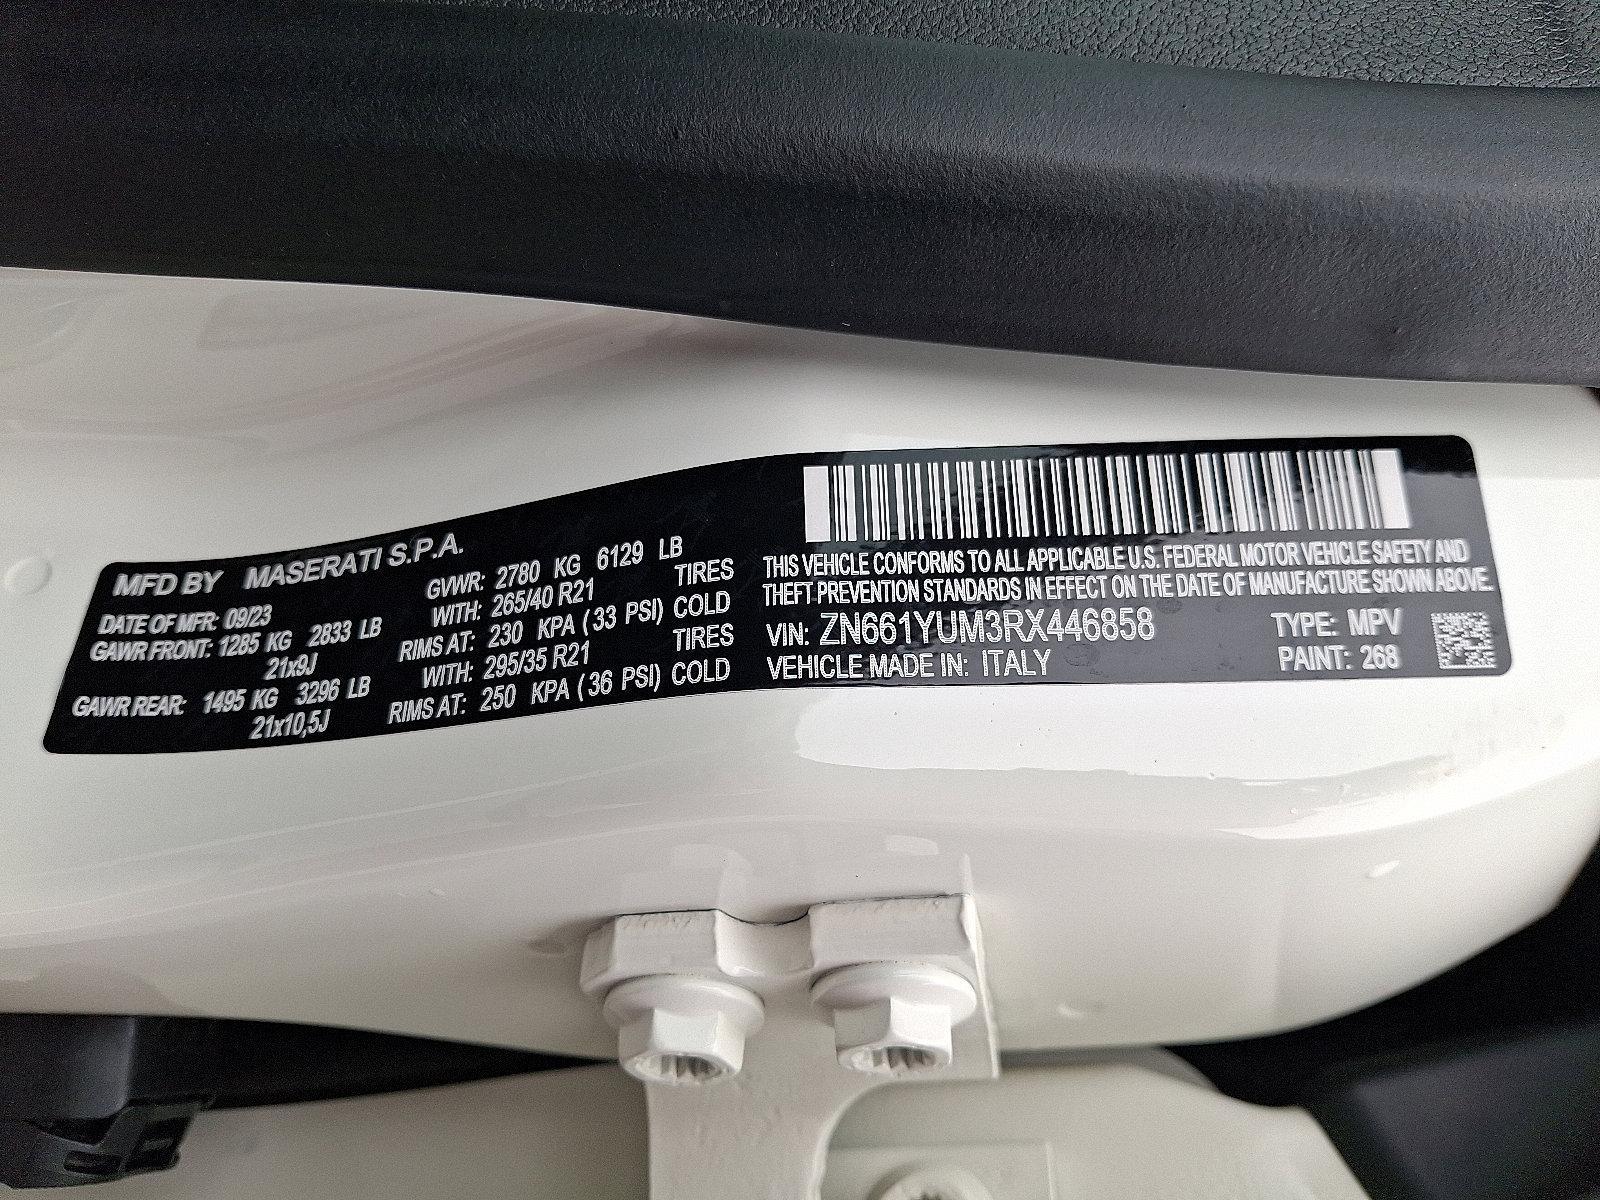 MFD BY MASERATI S.P.A.
DATE OF MFR: 09/23 GVWR: 2780 KG 6129 LB
GAWR FRONT: 1285 KG 2833 LB WITH: 265/40 R21 TIRES
21x9J RIMS AT: 230 KPA (33 PSI) COLD
GAWR REAR: 1495 KG 3296 LB WITH: 295/35 R21 TIRES
21x10,5J RIMS AT: 250 KPA (36 PSI) COLD
THIS VEHICLE CONFORMS TO ALL APPLICABLE U.S. FEDERAL MOTOR VEHICLE SAFETY AND
THEFT PREVENTION STANDARDS IN EFFECT ON THE DATE OF MANUFACTURE SHOWN ABOVE.
VIN: ZN661YUM3RX446858 TYPE: MPV
VEHICLE MADE IN: ITALY PAINT: 268